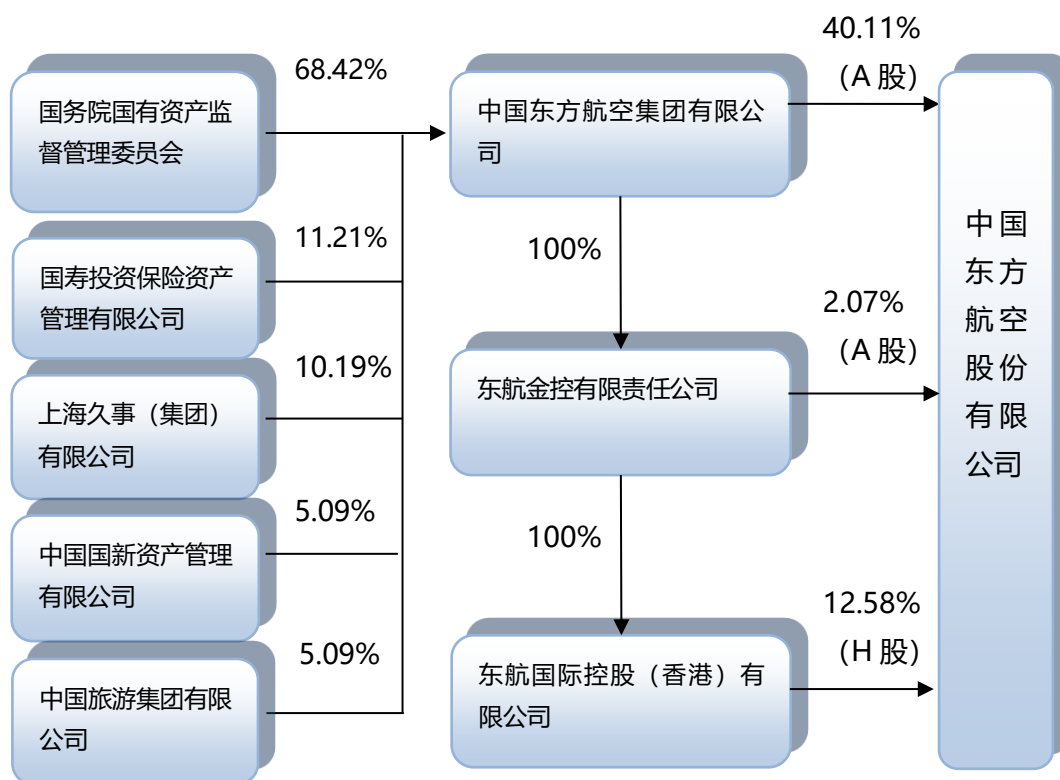 68.42%
国务院国有资产监
督管理委员会
11.21%
国寿投资保险资产
管理有限公司
10.19%
上海久事（集团）
有限公司
5.09%
中国国新资产管理
有限公司
5.09%
中国旅游集团有限
公司
中国东方航空集团有限公
司
100%
东航金控有限责任公司
100%
东航国际控股（香港）有
限公司
40.11%
（A 股）
2.07%
（A 股）
12.58%
（H 股）
中国
东方
航空
股份
有限
公司